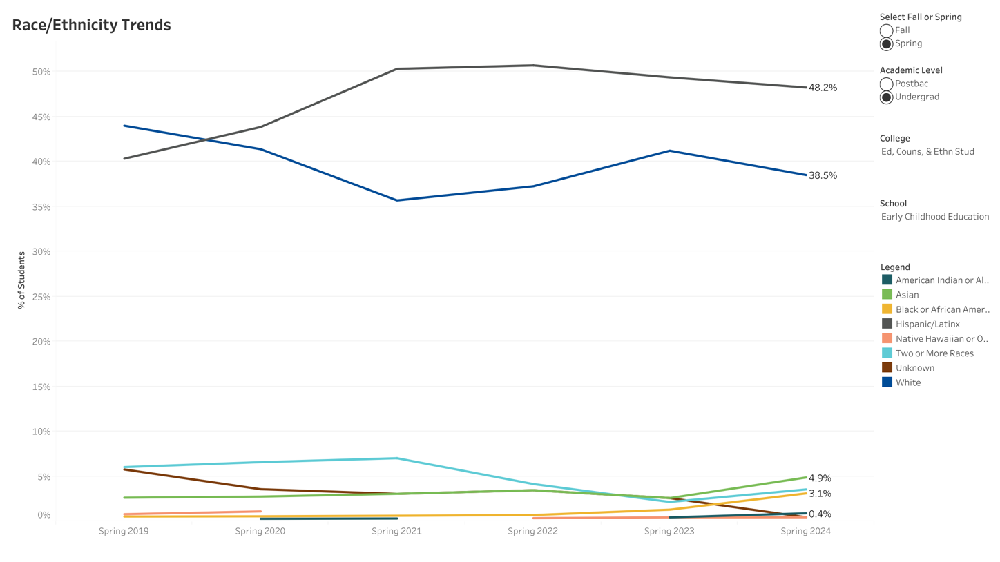 Race/Ethnicity Trends
% of Students
50%
45%
40%
35%
30%
25%
20%
15%
10%
5%
0%
48.2%
38.5%
4.9%
3.1%
0.4%
Spring 2019
Spring 2020
Spring 2021
Spring 2022
Spring 2023
Spring 2024
Select Fall or Spring
Fall
Spring
Academic Level
Postbac
Undergrad
College
Ed, Couns, & Ethn Stud
School
Early Childhood Education
Legend
American Indian or Al..
Asian
Black or African Amer..
Hispanic/Latinx
Native Hawaiian or O..
Two or More Races
Unknown
White